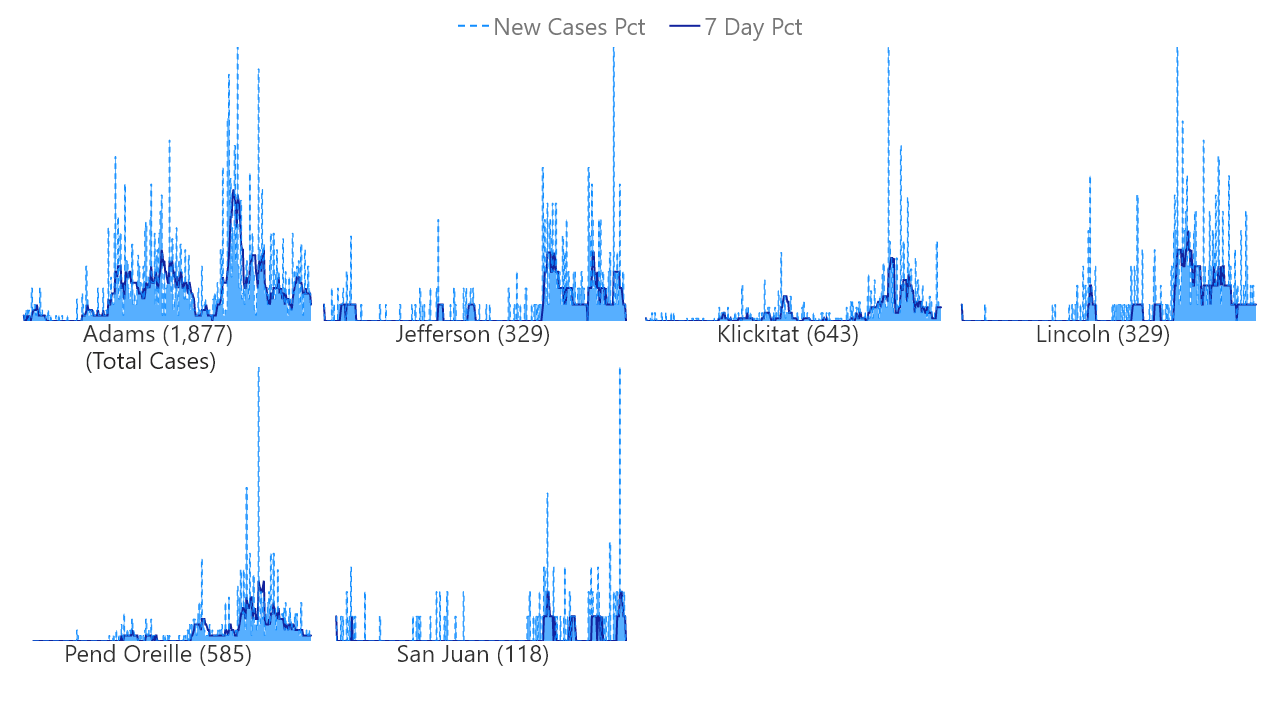 New Cases Pct 7 Day Pct
Adams (1,877) Jefferson (329) Klickitat (643) Lincoln (329)
(Total Cases)
Pend Oreille (585) San Juan (118)